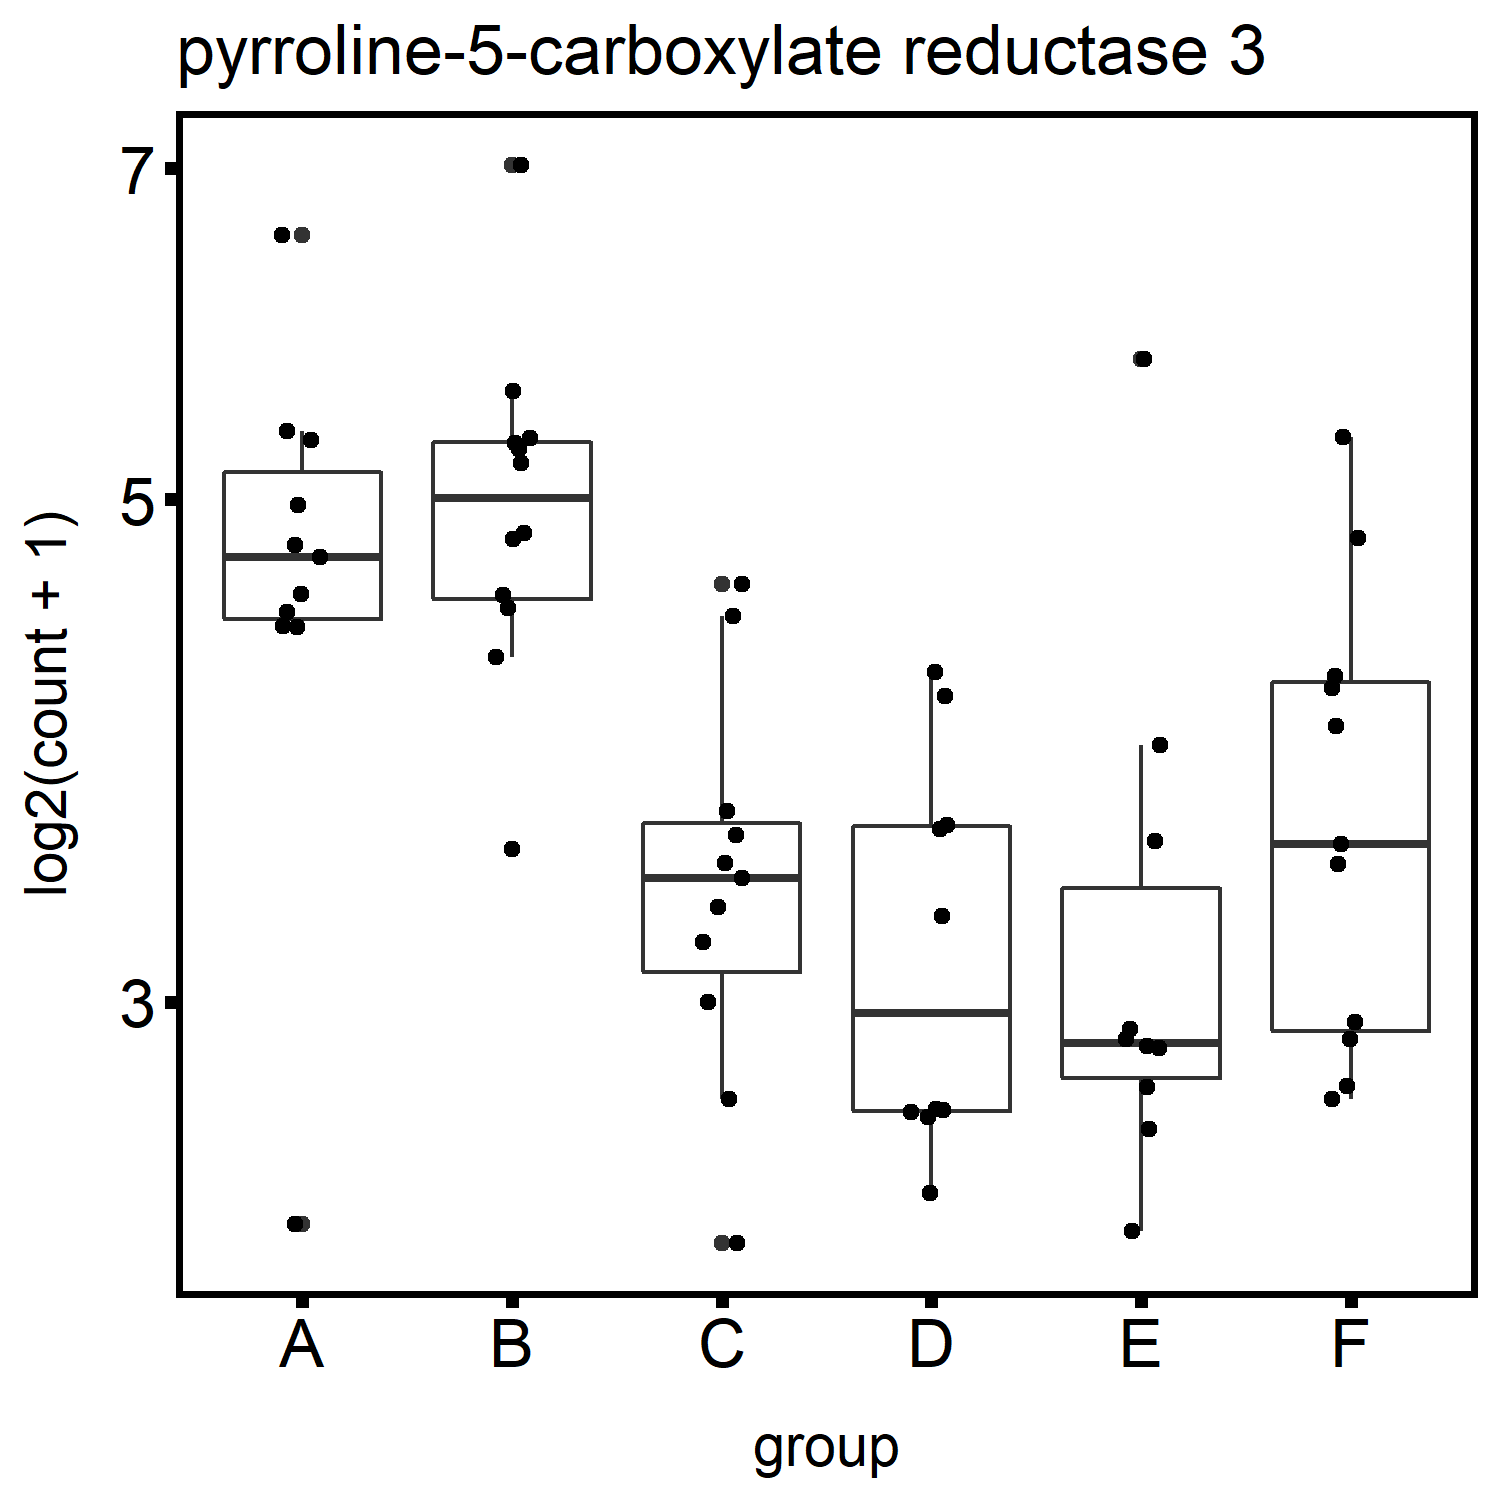 pyrroline-5-carboxylate reductase 3
log2(count + 1)
7
5
3
A B C D E F
group